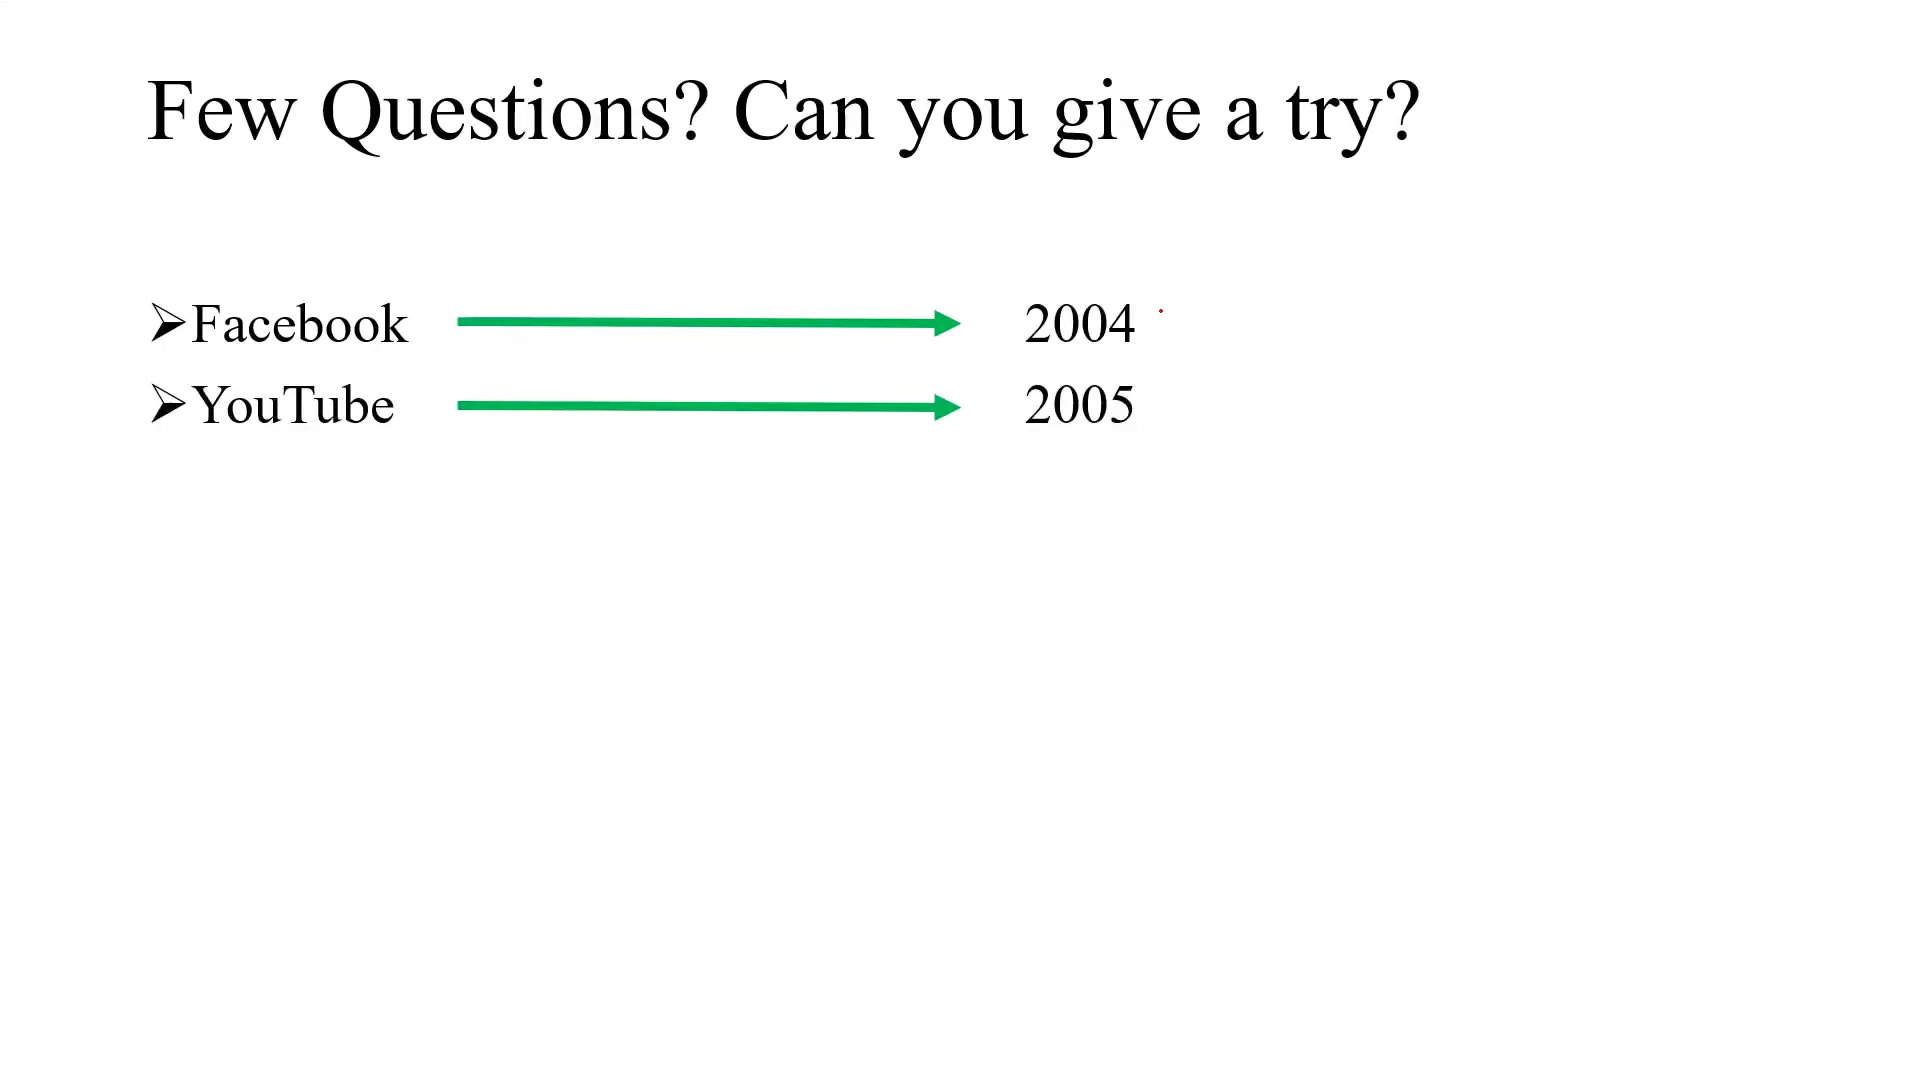 Few Questions? Can you give a try?
➢Facebook 2004
➢YouTube 2005